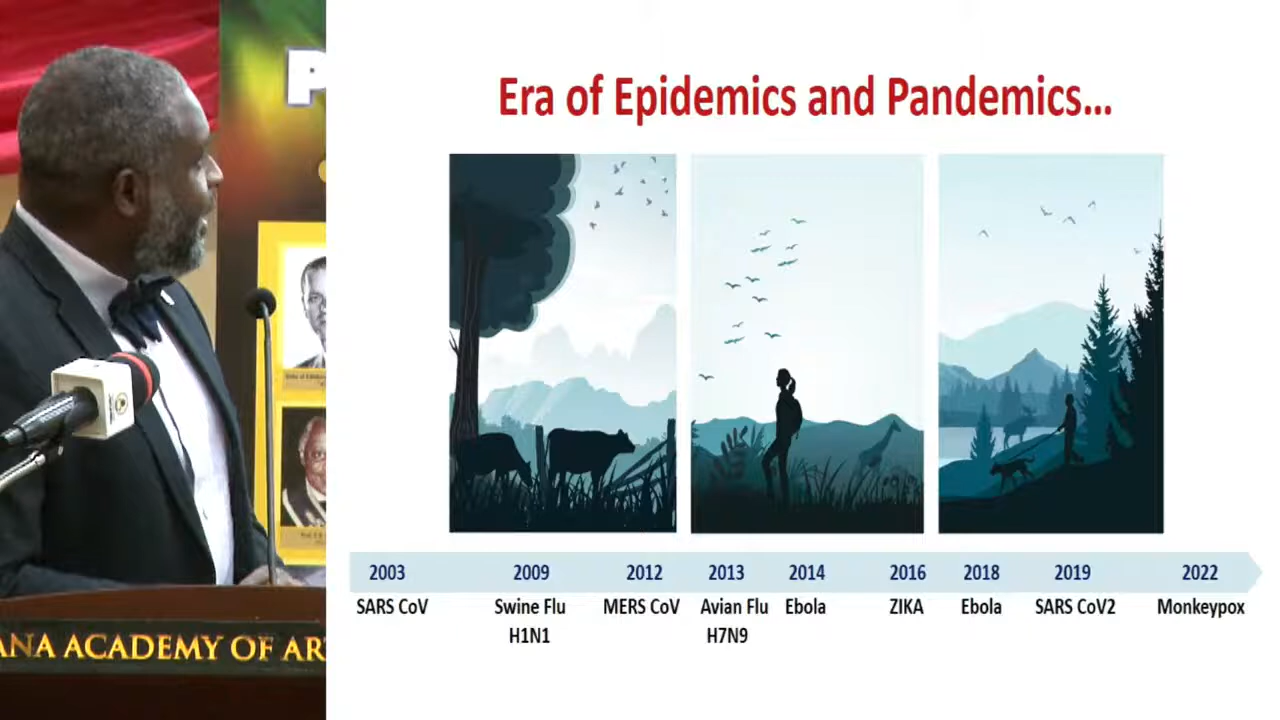 Era of Epidemics and Pandemics...
2003 2009 2012 2013 2014 2016 2018 2019 2022
SARS CoV Swine Flu MERS CoV Avian Flu Ebola ZIKA Ebola SARS CoV2 Monkeypox
H1N1 H7N9
P
ANA ACADEMY OF AR